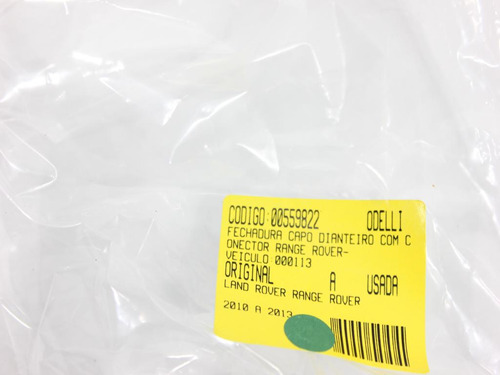 CODIGO:00559822 ODELLI
FECHADURA CAPO DIANTEIRO COM C
ONECTOR RANGE ROVER-
VEICULO 000113
ORIGINAL A USADA
LAND ROVER RANGE ROVER
2010 A 2013